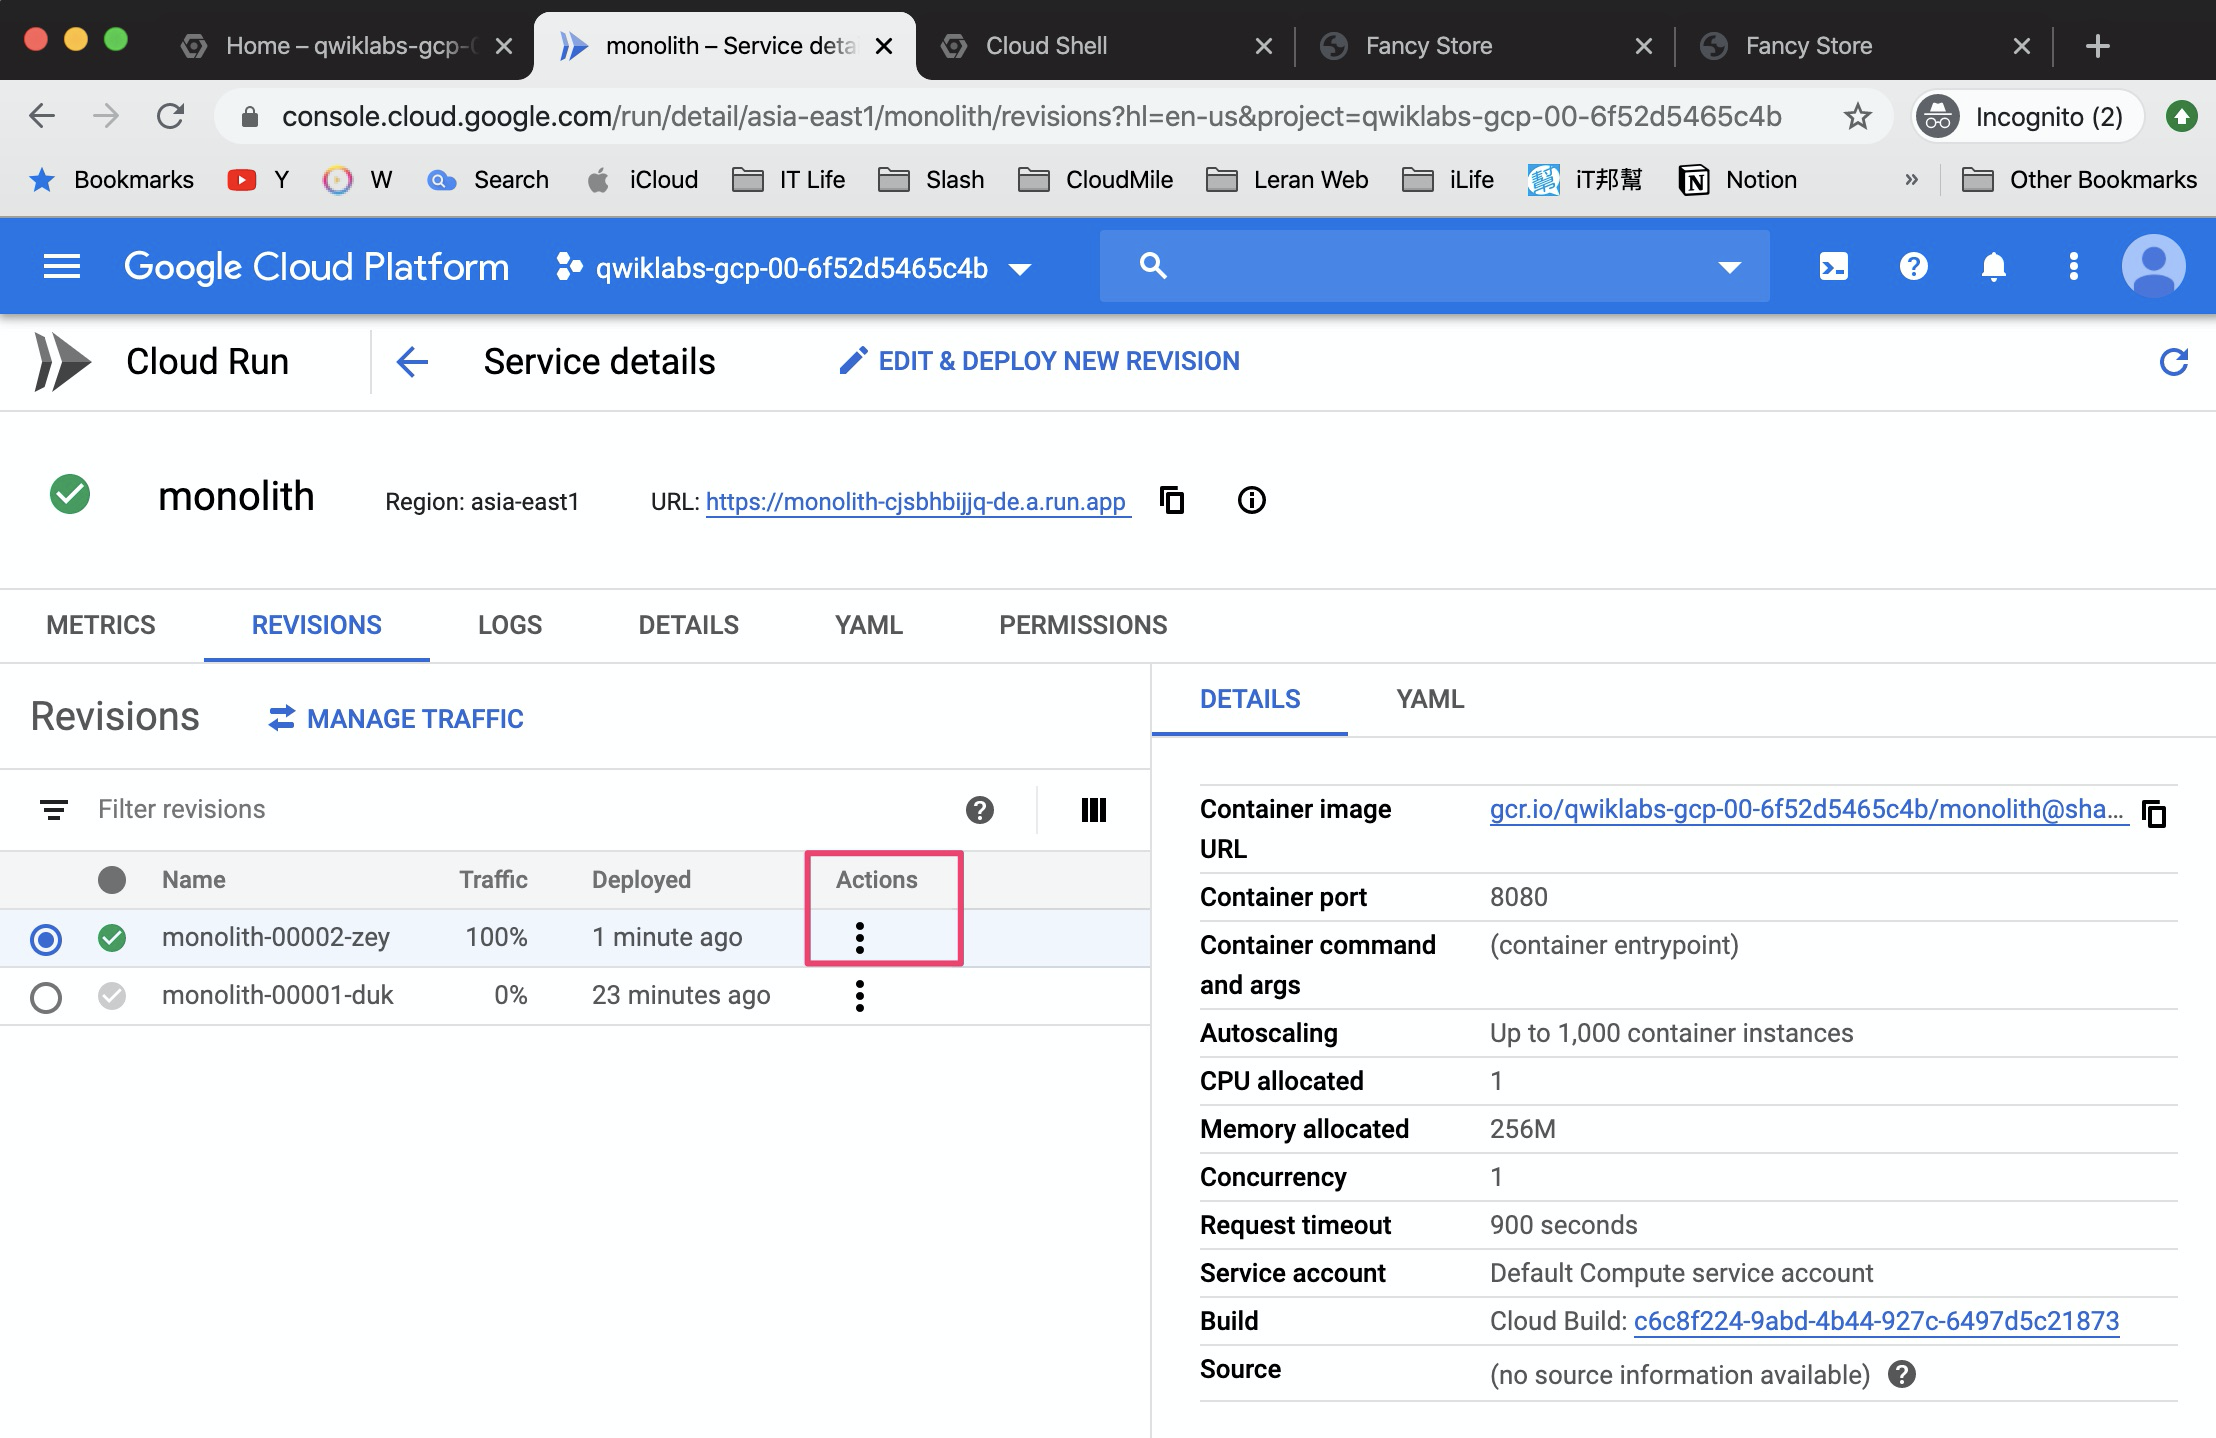 Home – qwiklabs-gcp-0
monolith – Service deta
Cloud Shell
Fancy Store
Fancy Store
console.cloud.google.com/run/detail/asia-east1/monolith/revisions?hl=en-us&project=qwiklabs-gcp-00-6f52d5465c4b
Incognito (2)
Bookmarks Y W Search iCloud IT Life Slash CloudMile Leran Web iLife iT邦幫 Notion » Other Bookmarks
Google Cloud Platform qwiklabs-gcp-00-6f52d5465c4b
Cloud Run Service details EDIT & DEPLOY NEW REVISION
monolith Region: asia-east1 URL: https://monolith-cjsbhbijjq-de.a.run.app
METRICS REVISIONS LOGS DETAILS YAML PERMISSIONS
Revisions MANAGE TRAFFIC
Filter revisions
Name Traffic Deployed Actions
monolith-00002-zey 100% 1 minute ago
monolith-00001-duk 0% 23 minutes ago
DETAILS YAML
Container image URL gcr.io/qwiklabs-gcp-00-6f52d5465c4b/monolith@sha...
Container port 8080
Container command and args (container entrypoint)
Autoscaling Up to 1,000 container instances
CPU allocated 1
Memory allocated 256M
Concurrency 1
Request timeout 900 seconds
Service account Default Compute service account
Build Cloud Build: c6c8f224-9abd-4b44-927c-6497d5c21873
Source (no source information available)